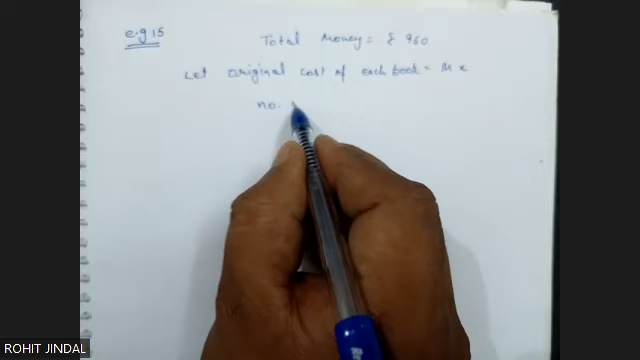 e.g 15
Total Money = ₹ 960
Let original cost of each book = ₹ x
no.
ROHIT JINDAL